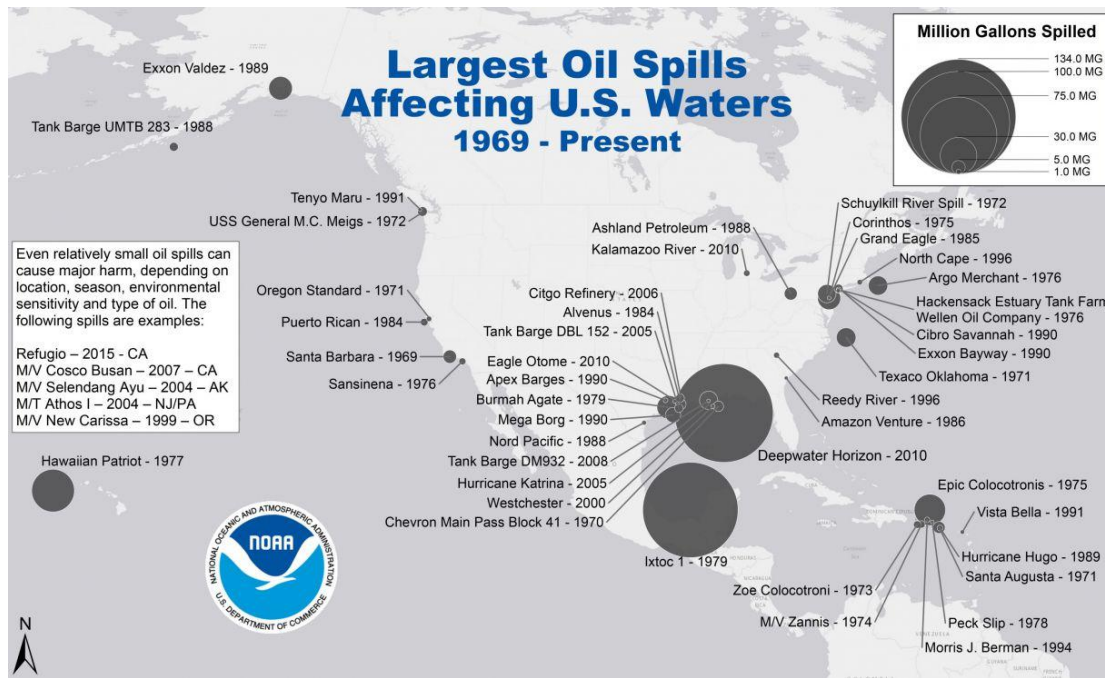 Largest Oil Spills
Affecting U.S. Waters
1969 - Present
Million Gallons Spilled
134.0 MG
100.0 MG
75.0 MG
30.0 MG
5.0 MG
1.0 MG
Exxon Valdez - 1989
Tank Barge UMTB 283 - 1988
Tenyo Maru - 1991
USS General M.C. Meigs - 1972
Even relatively small oil spills can
cause major harm, depending on
location, season, environmental
sensitivity and type of oil. The
following spills are examples:
Refugio – 2015 - CA
M/V Cosco Busan – 2007 – CA
M/V Selendang Ayu – 2004 – AK
M/T Athos I – 2004 – NJ/PA
M/V New Carissa – 1999 – OR
Oregon Standard - 1971
Puerto Rican - 1984
Santa Barbara - 1969
Sansinena - 1976
Hawaiian Patriot - 1977
Ashland Petroleum - 1988
Kalamazoo River - 2010
Citgo Refinery - 2006
Alvenus - 1984
Tank Barge DBL 152 - 2005
Eagle Otome - 2010
Apex Barges - 1990
Burmah Agate - 1979
Mega Borg - 1990
Nord Pacific - 1988
Tank Barge DM932 - 2008
Hurricane Katrina - 2005
Westchester - 2000
Chevron Main Pass Block 41 - 1970
Ixtoc 1 - 1979
Deepwater Horizon - 2010
Schuylkill River Spill - 1972
Corinthos - 1975
Grand Eagle - 1985
North Cape - 1996
Argo Merchant - 1976
Hackensack Estuary Tank Farm
Wellen Oil Company - 1976
Cibro Savannah - 1990
Exxon Bayway - 1990
Texaco Oklahoma - 1971
Reedy River - 1996
Amazon Venture - 1986
Epic Colocotronis - 1975
Vista Bella - 1991
Hurricane Hugo - 1989
Santa Augusta - 1971
Zoe Colocotroni - 1973
M/V Zannis - 1974
Peck Slip - 1978
Morris J. Berman - 1994
NATIONAL OCEANIC AND ATMOSPHERIC ADMINISTRATION
NOAA
U.S. DEPARTMENT OF COMMERCE
N